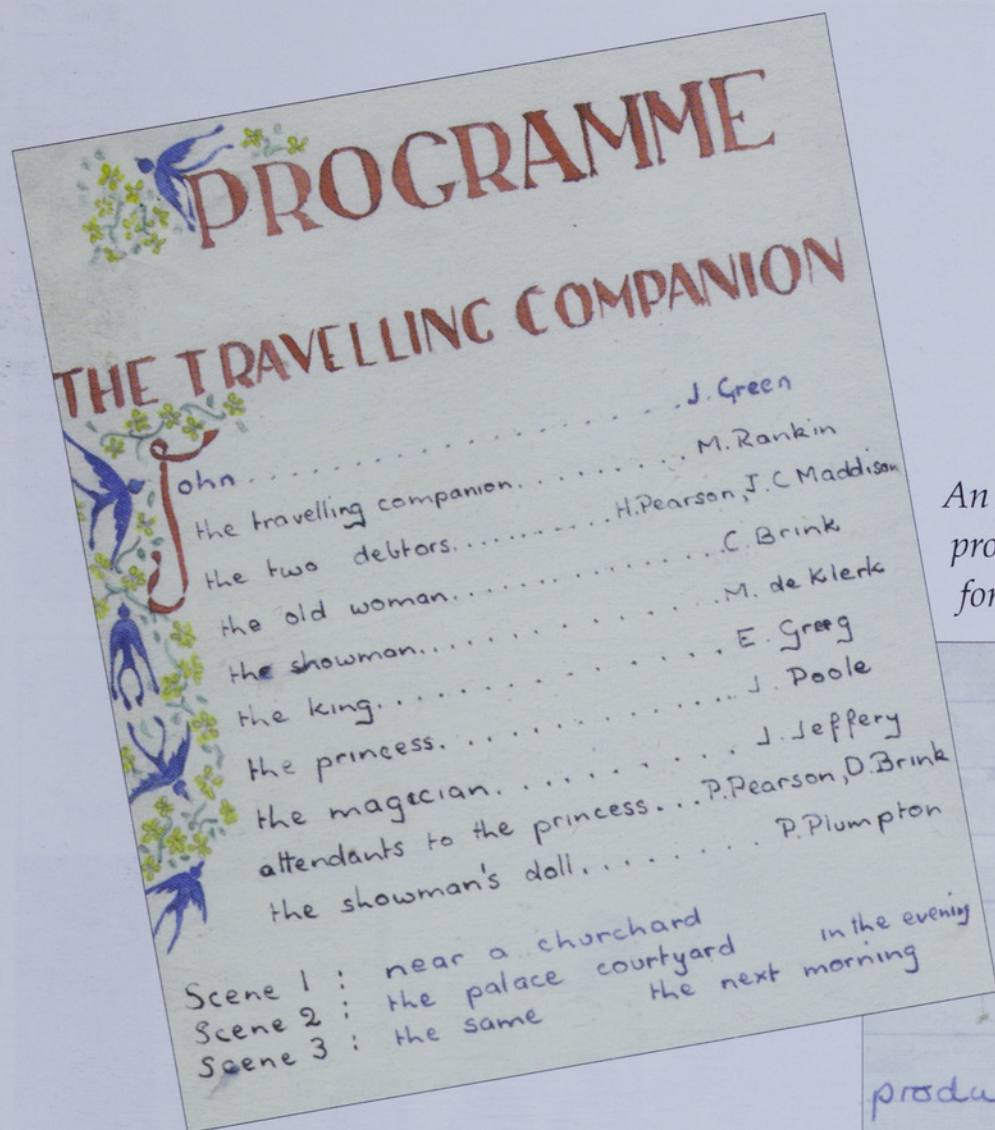 PROGRAMME
THE TRAVELLING COMPANION
John.................J. Green
the travelling companion.......M. Rankin
the two debtors.........H.Pearson, J.C Maddison
the old woman.............C. Brink
the showman.............M. de Klerk
the king.............E. Greeg
the princess.............J. Poole
the magician.........J. Jeffery
attendants to the princess...P.Pearson, D.Brink
the showman's doll........P.Plumpton
Scene 1 : near a churchard
Scene 2 : the palace courtyard in the evening
Scene 3 : the same the next morning
An
pro
for
produ